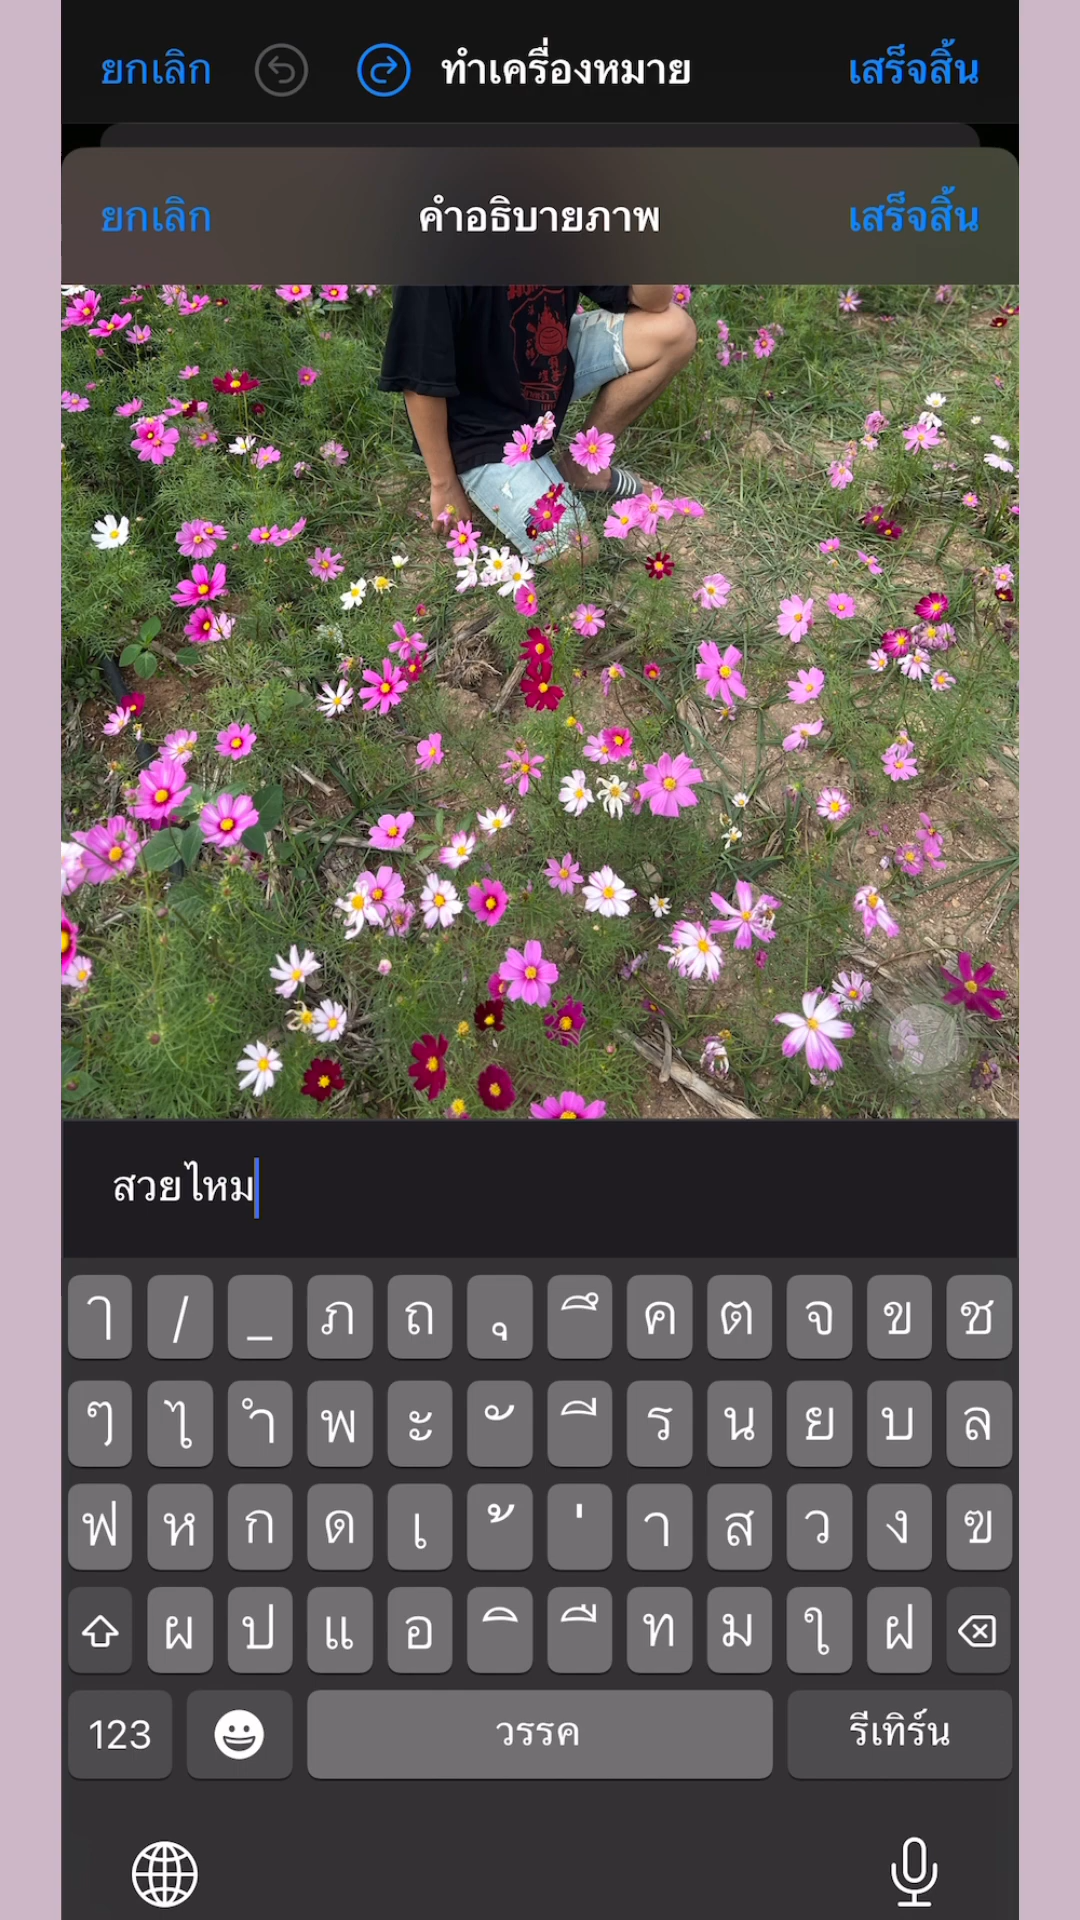 ยกเลิก ทำเครื่องหมาย เสร็จสิ้น
ยกเลิก คำอธิบายภาพ เสร็จสิ้น
สวยไหม
ๅ / _ ภ ถ ุ ึ ค ต จ ข ช
ๆ ไ ำ พ ะ ั ี ร น ย บ ล
ฟ ห ก ด เ ้ ่ า ส ว ง ฃ
ผ ป แ อ ิ ื ท ม ใ ฝ
123 วรรค รีเทิร์น